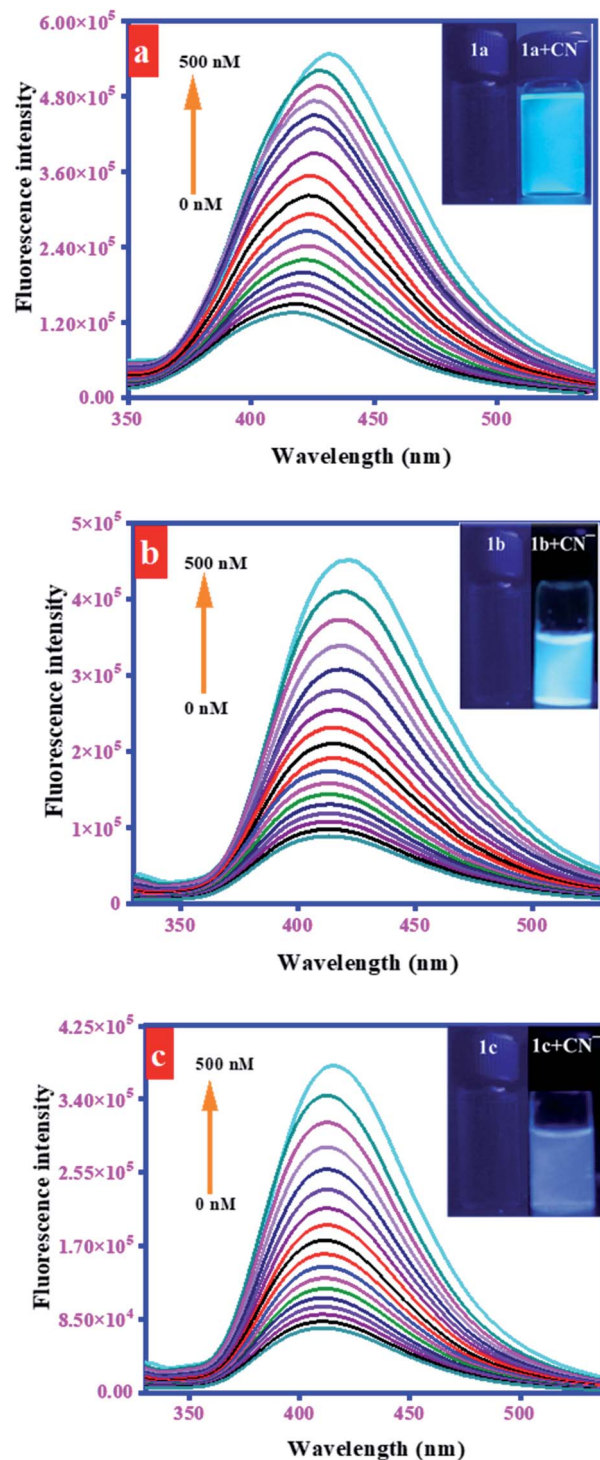 6.00×10⁵
a
500 nM
1a 1a+CN⁻
4.80×10⁵
3.60×10⁵
0 nM
2.40×10⁵
1.20×10⁵
0.00
Fluorescence intensity
350 400 450 500
Wavelength (nm)
5×10⁵
b
500 nM
1b 1b+CN⁻
4×10⁵
3×10⁵
0 nM
2×10⁵
1×10⁵
0
Fluorescence intensity
350 400 450 500
Wavelength (nm)
4.25×10⁵
c
500 nM
1c 1c+CN⁻
3.40×10⁵
2.55×10⁵
0 nM
1.70×10⁵
8.50×10⁴
0.00
Fluorescence intensity
350 400 450 500
Wavelength (nm)